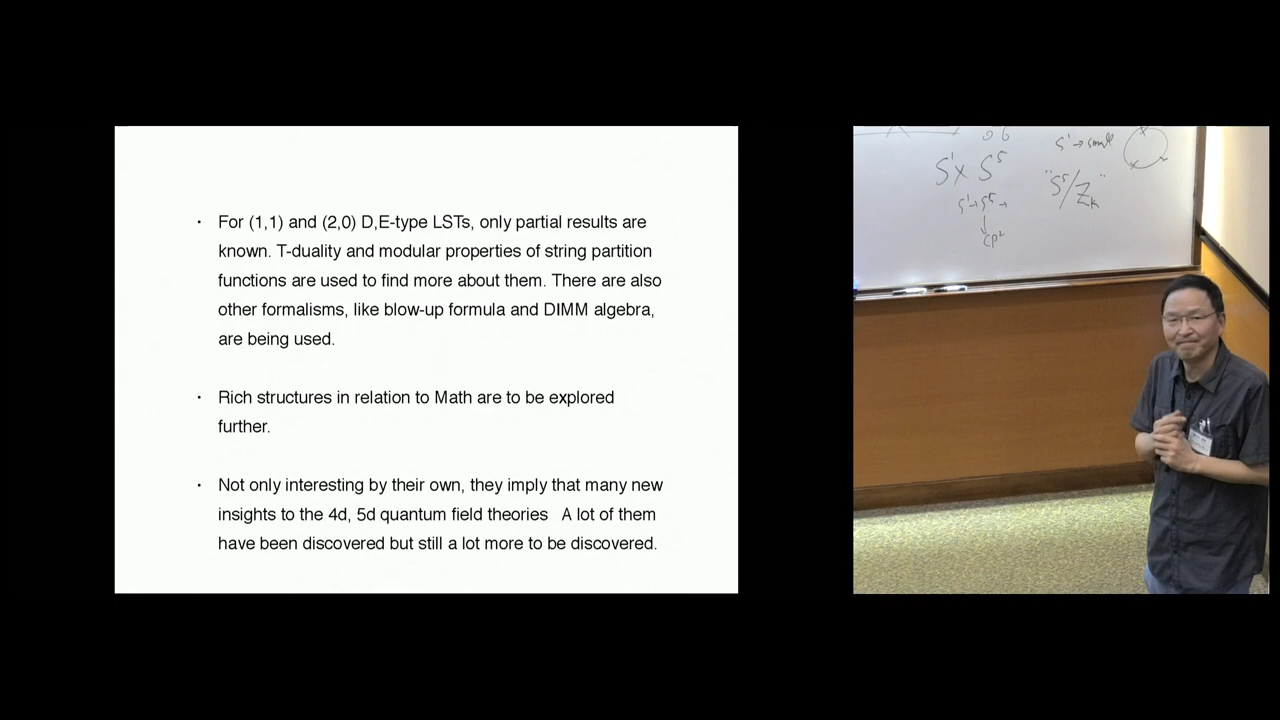 · For (1,1) and (2,0) D,E-type LSTs, only partial results are
known. T-duality and modular properties of string partition
functions are used to find more about them. There are also
other formalisms, like blow-up formula and DIMM algebra,
are being used.
· Rich structures in relation to Math are to be explored
further.
· Not only interesting by their own, they imply that many new
insights to the 4d, 5d quantum field theories   A lot of them
have been discovered but still a lot more to be discovered.
S¹ × S⁵
S¹→S⁵→
↓
CP²
S¹→small
"S⁵/Z_k"